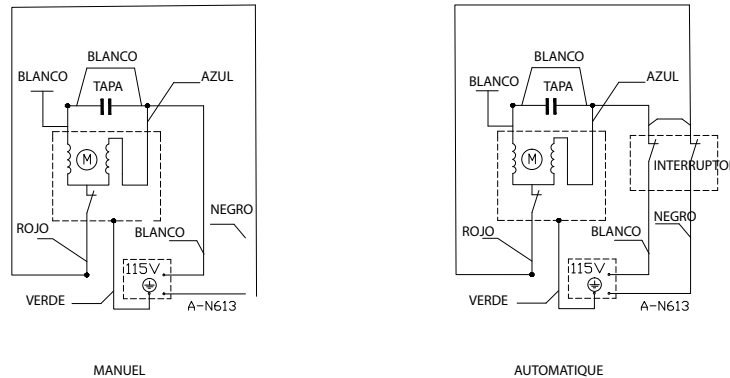 BLANCO
BLANCO
AZUL
TAPA
M
NEGRO
ROJO
BLANCO
115V
VERDE
A-N613
MANUEL
BLANCO
BLANCO
AZUL
TAPA
M
INTERRUPTO
NEGRO
ROJO
BLANCO
115V
VERDE
A-N613
AUTOMATIQUE